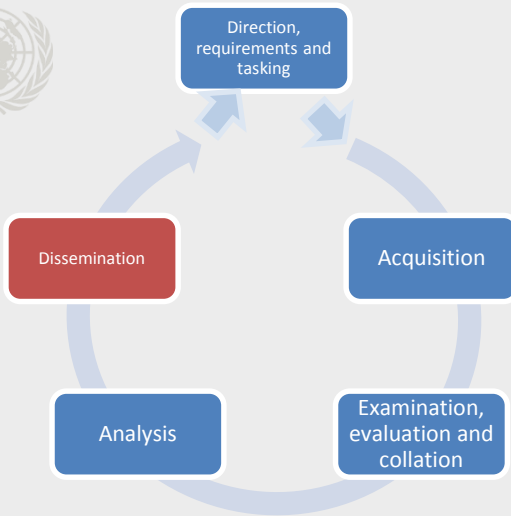 Direction,
requirements and
tasking
Dissemination
Acquisition
Analysis
Examination,
evaluation and
collation